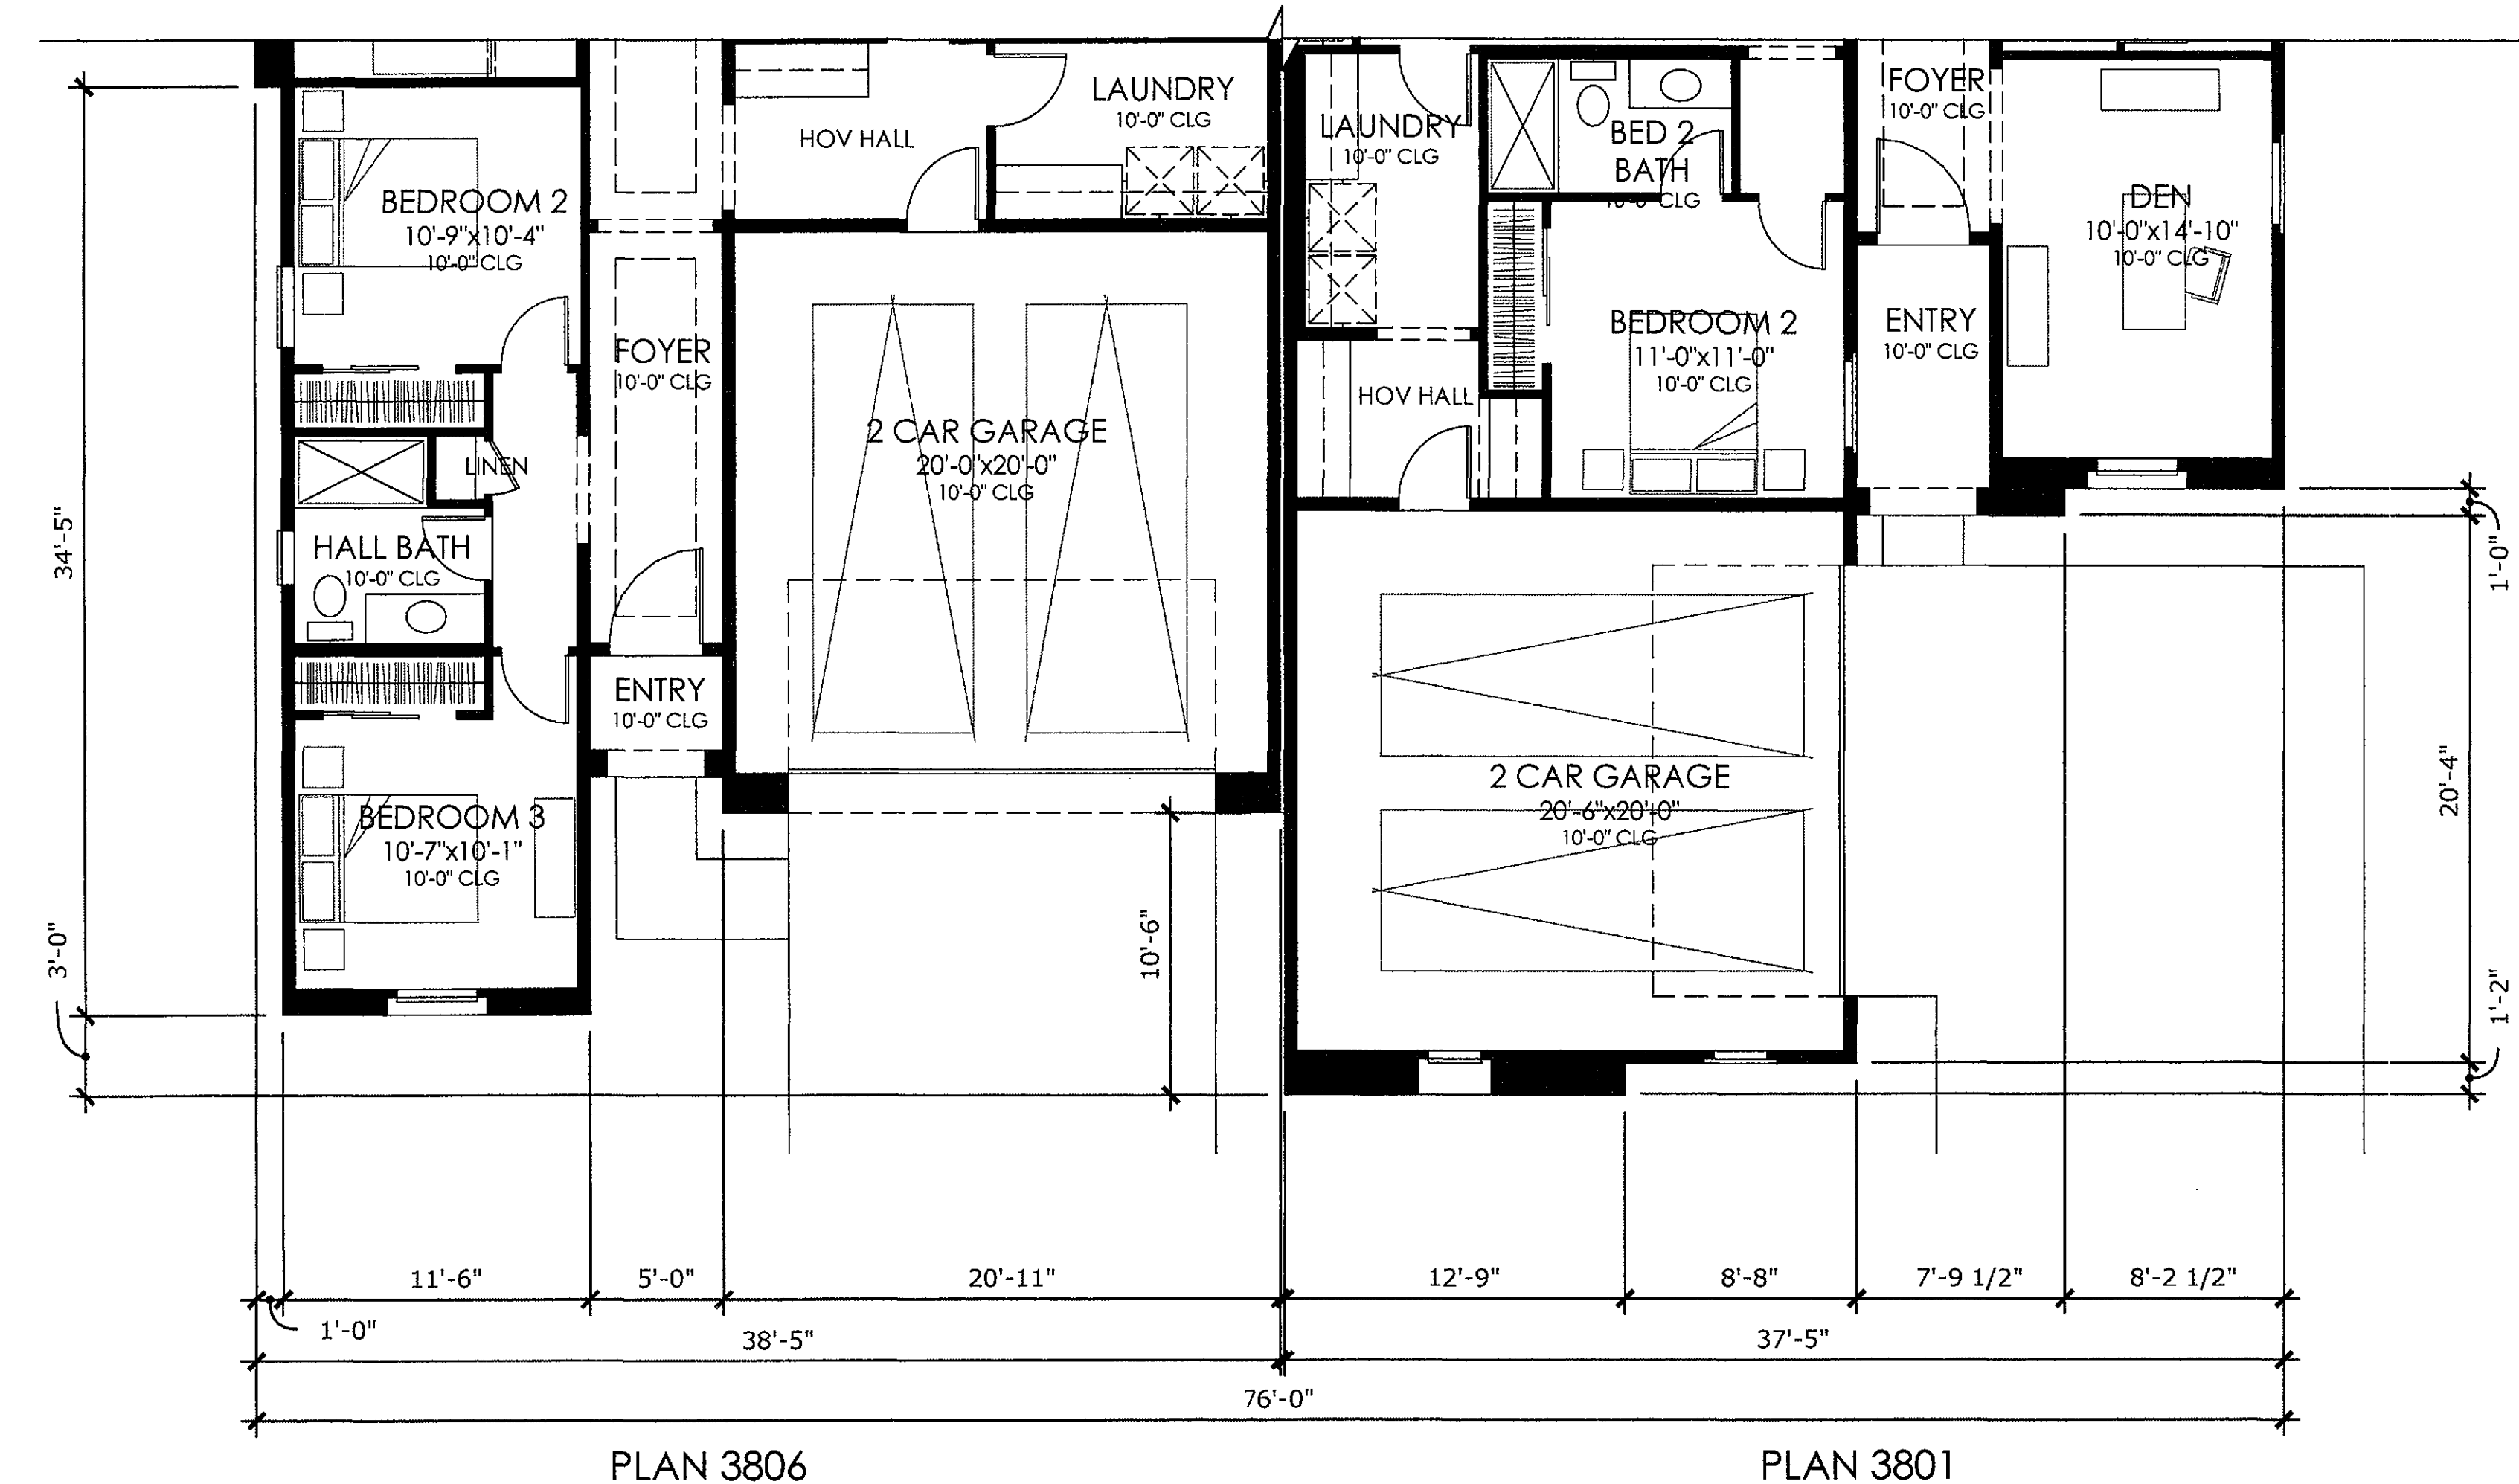 LAUNDRY
10'-0" CLG
HOV HALL
BEDROOM 2
10'-9"x10'-4"
10'-0" CLG
FOYER
10'-0" CLG
2 CAR GARAGE
20'-0"x20'-0"
10'-0" CLG
LINEN
HALL BATH
10'-0" CLG
ENTRY
10'-0" CLG
BEDROOM 3
10'-7"x10'-1"
10'-0" CLG
34'-5"
3'-0"
10'-6"
LAUNDRY
10'-0" CLG
BED 2
BATH
10'-0" CLG
FOYER
10'-0" CLG
DEN
10'-0"x14'-10"
10'-0" CLG
BEDROOM 2
11'-0"x11'-0"
10'-0" CLG
ENTRY
10'-0" CLG
HOV HALL
2 CAR GARAGE
20'-6"x20'-0"
10'-0" CLG
1'-0"
20'-4"
1'-2"
11'-6"
5'-0"
20'-11"
12'-9"
8'-8"
7'-9 1/2"
8'-2 1/2"
1'-0"
38'-5"
37'-5"
76'-0"
PLAN 3806
PLAN 3801